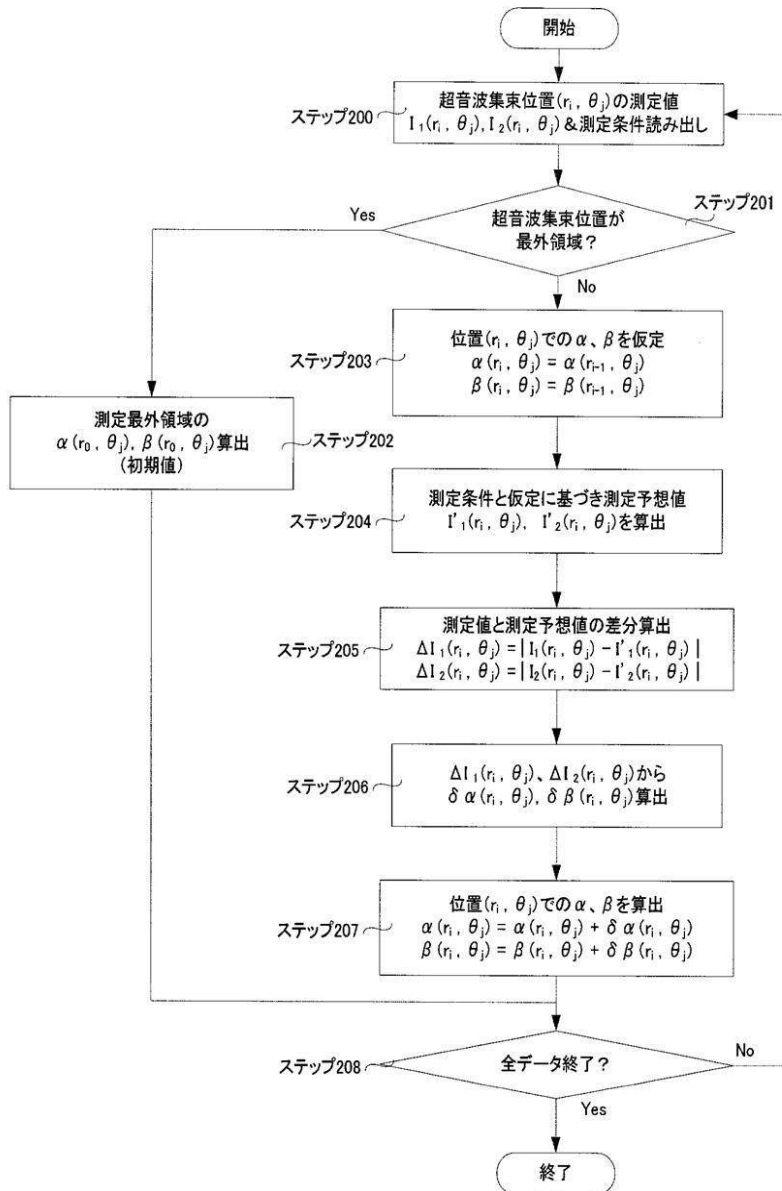 開始
ステップ200
超音波集束位置(ri , θj)の測定値
I1(ri , θj),I2(ri , θj)&測定条件読み出し
ステップ201
超音波集束位置が
最外領域?
Yes
No
ステップ203
位置(ri , θj)でのα、βを仮定
α(ri , θj) = α(ri-1 , θj)
β(ri , θj) = β(ri-1 , θj)
ステップ202
測定最外領域の
α(r0 , θj), β(r0 , θj)算出
(初期値)
ステップ204
測定条件と仮定に基づき測定予想値
I'1(ri , θj), I'2(ri , θj)を算出
ステップ205
測定値と測定予想値の差分算出
ΔI1(ri , θj) =|I1(ri , θj) -I'1(ri , θj) |
ΔI2(ri , θj) =|I2(ri , θj) -I'2(ri , θj) |
ステップ206
ΔI1(ri , θj)、ΔI2(ri , θj)から
δα(ri , θj), δβ(ri , θj)算出
ステップ207
位置(ri , θj)でのα、βを算出
α(ri , θj) = α(ri , θj) + δα(ri , θj)
β(ri , θj) = β(ri , θj) + δβ(ri , θj)
ステップ208
全データ終了?
No
Yes
終了